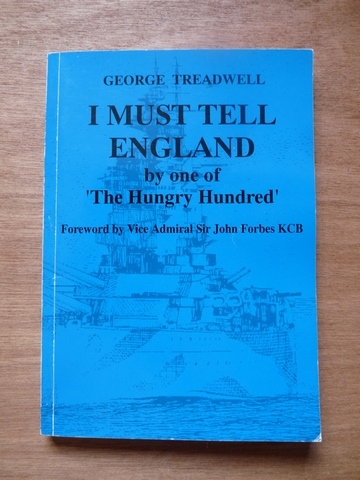 GEORGE TREADWELL
I MUST TELL
ENGLAND
by one of
'The Hungry Hundred'
Foreword by Vice Admiral Sir John Forbes KCB